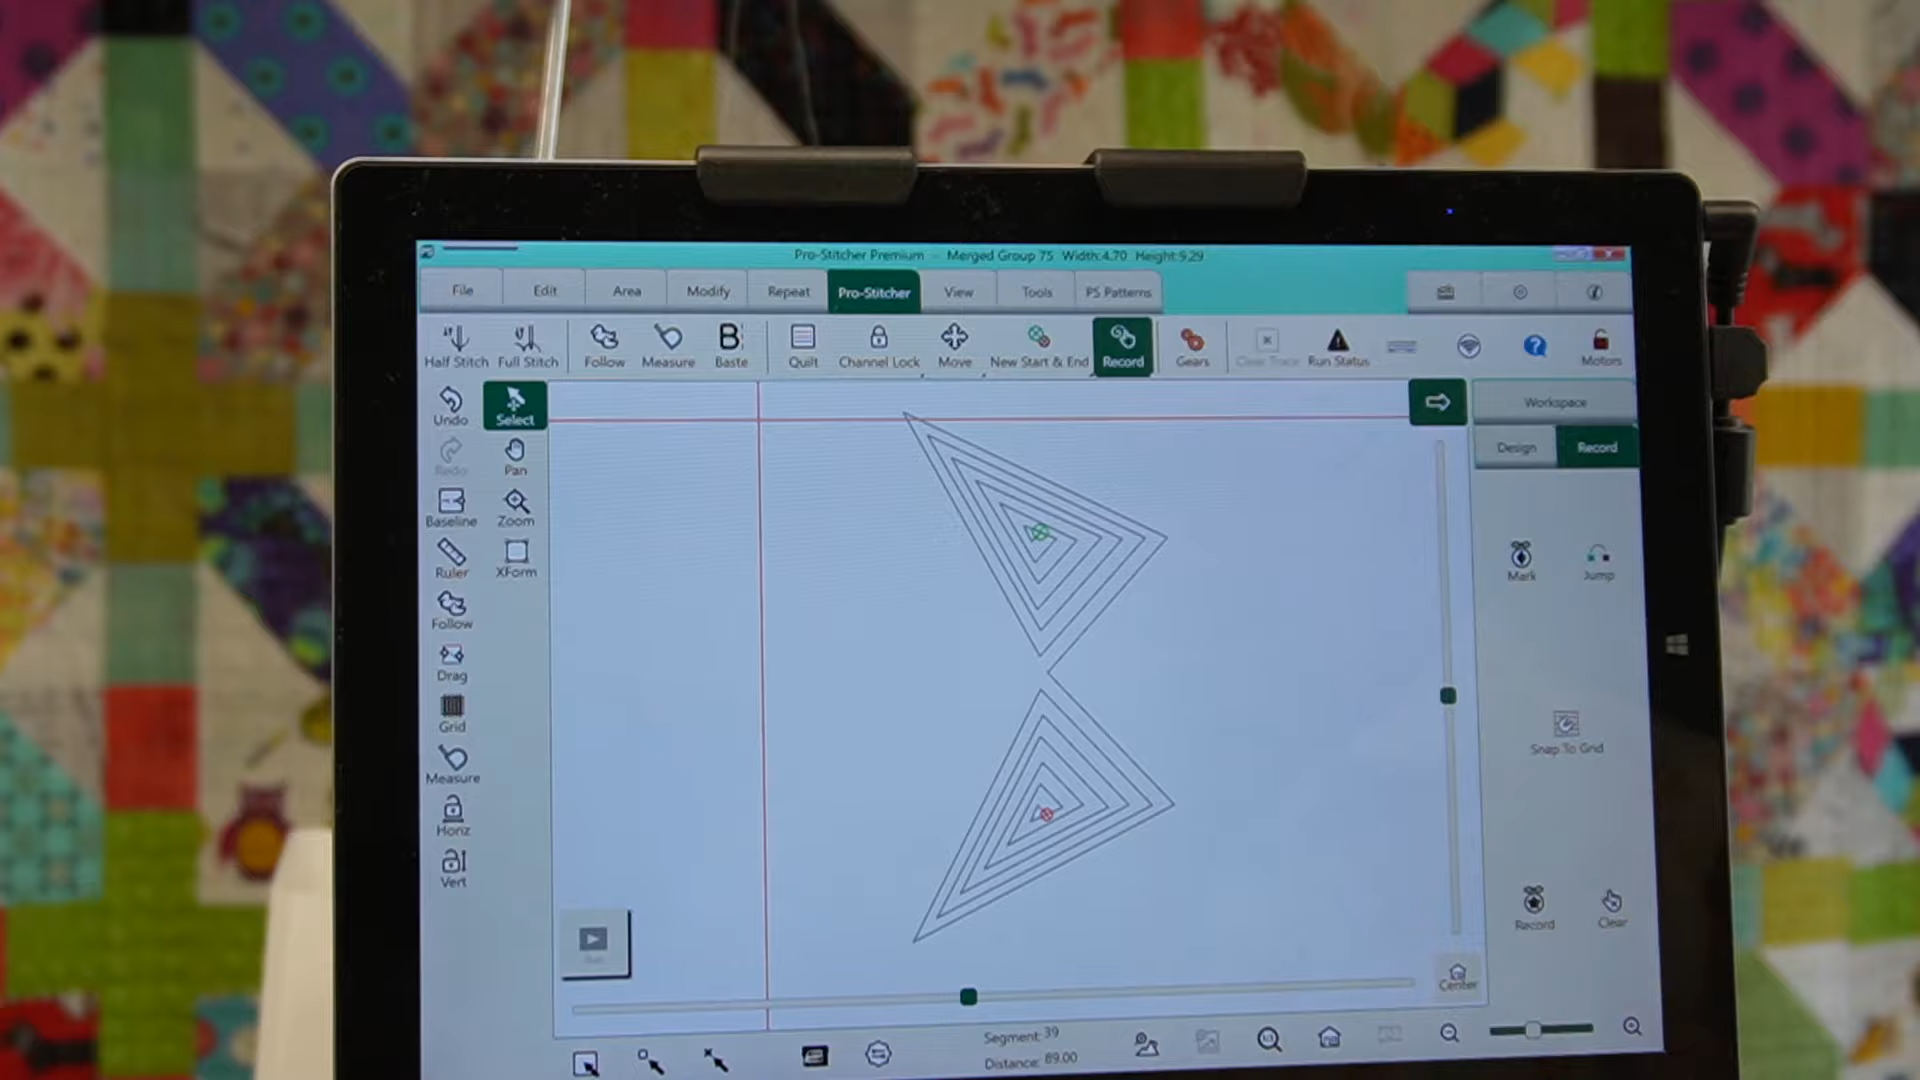 Pro-Stitcher Premium - Merged Group 75 Width:4.70 Height:9.29
File Edit Area Modify Repeat Pro-Stitcher View Tools PS Patterns
Half Stitch Full Stitch Follow Measure Baste Quilt Channel Lock Move New Start & End Record Gears Clear Trace Run Status Motors
Undo Select
Workspace
Design Record
Redo Pan
Baseline Zoom
Ruler XForm
Mark Jump
Follow
Drag
Grid
Snap To Grid
Measure
Horiz
Vert
Record Clear
Center
Segment: 39
Distance: 89.00